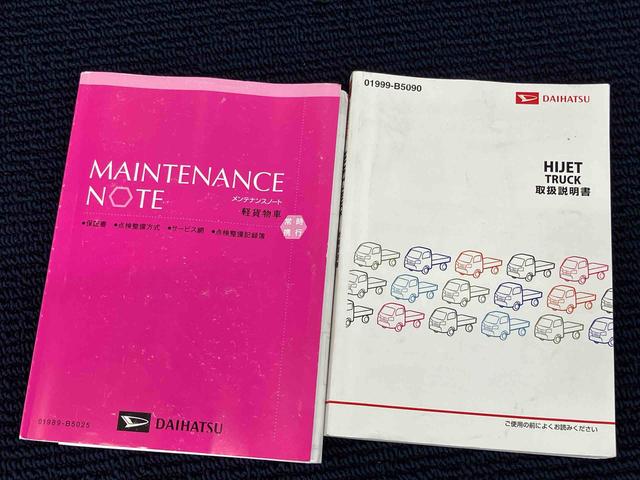 MAINTENANCE
NOTE
メンテナンスノート
軽貨物車
常時
携行
●保証書 ●点検整備方式 ●サービス網 ●点検整備記録簿
01989-B5025
DAIHATSU
01999-B5090
DAIHATSU
HIJET
TRUCK
取扱説明書
ご使用の前によくお読みください